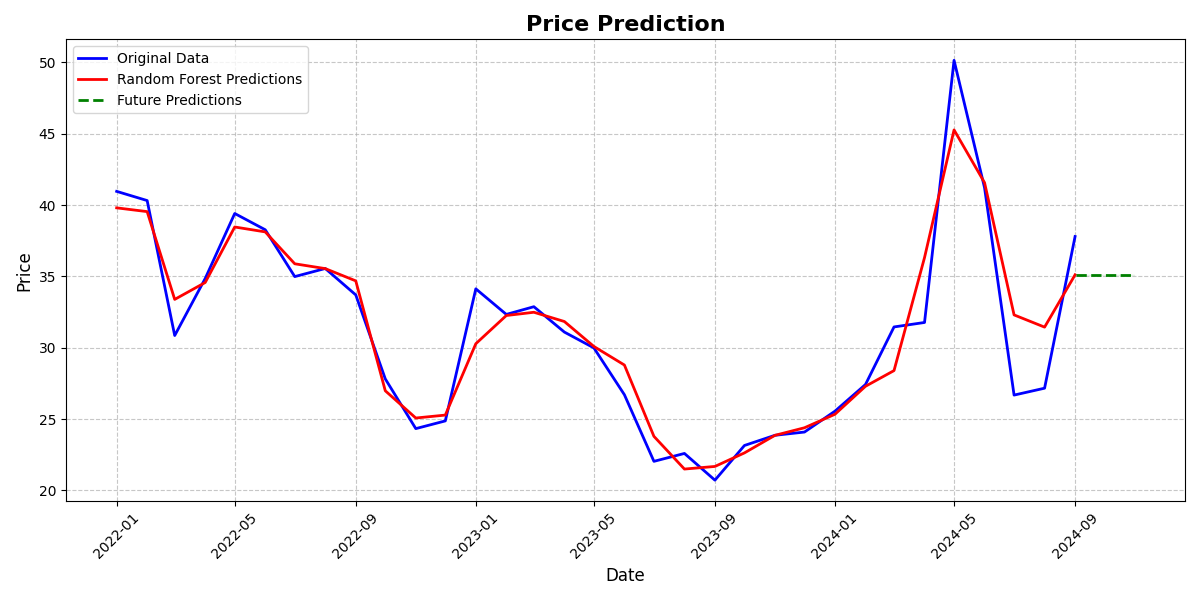 Price Prediction
Original Data
Random Forest Predictions
Future Predictions
Price
50
45
40
35
30
25
20
2022-01
2022-05
2022-09
2023-01
2023-05
2023-09
2024-01
2024-05
2024-09
Date